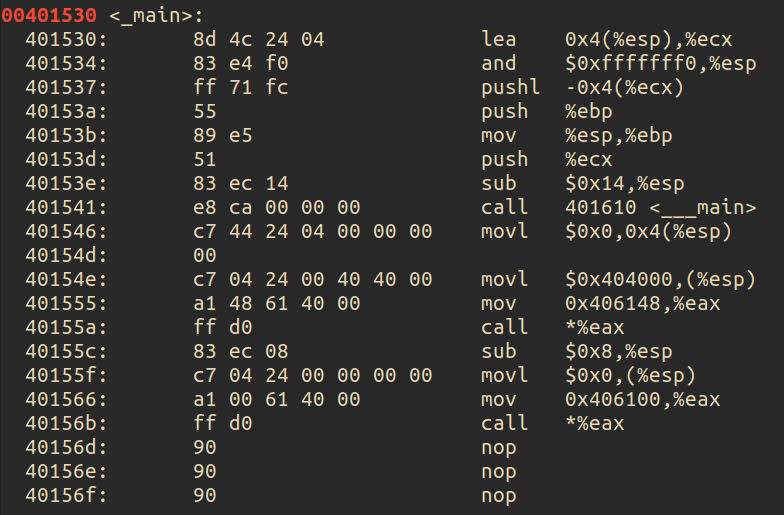 00401530 <_main>:
401530: 8d 4c 24 04 lea 0x4(%esp),%ecx
401534: 83 e4 f0 and $0xfffffff0,%esp
401537: ff 71 fc pushl -0x4(%ecx)
40153a: 55 push %ebp
40153b: 89 e5 mov %esp,%ebp
40153d: 51 push %ecx
40153e: 83 ec 14 sub $0x14,%esp
401541: e8 ca 00 00 00 call 401610 <___main>
401546: c7 44 24 04 00 00 00 movl $0x0,0x4(%esp)
40154d: 00
40154e: c7 04 24 00 40 40 00 movl $0x404000,(%esp)
401555: a1 48 61 40 00 mov 0x406148,%eax
40155a: ff d0 call *%eax
40155c: 83 ec 08 sub $0x8,%esp
40155f: c7 04 24 00 00 00 00 movl $0x0,(%esp)
401566: a1 00 61 40 00 mov 0x406100,%eax
40156b: ff d0 call *%eax
40156d: 90 nop
40156e: 90 nop
40156f: 90 nop